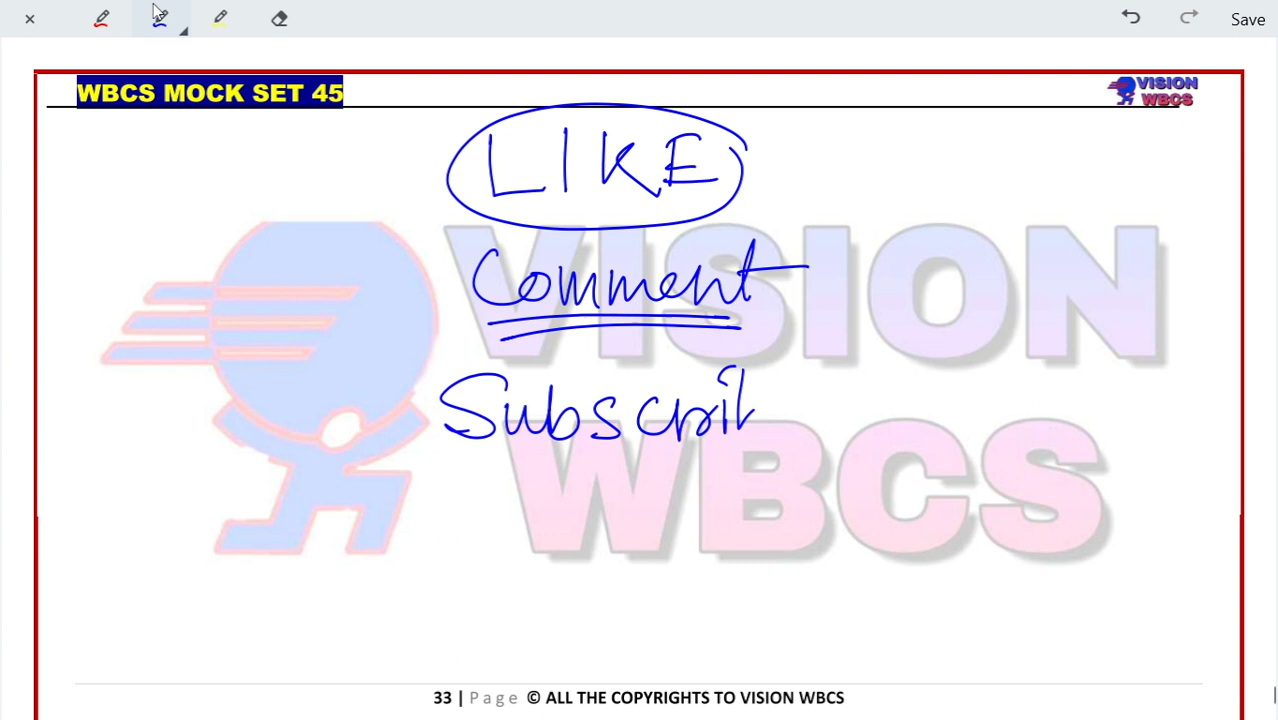 Save
WBCS MOCK SET 45
VISION
WBCS
LIKE
Comment
Subscrib
VISION
WBCS
33 | Page © ALL THE COPYRIGHTS TO VISION WBCS